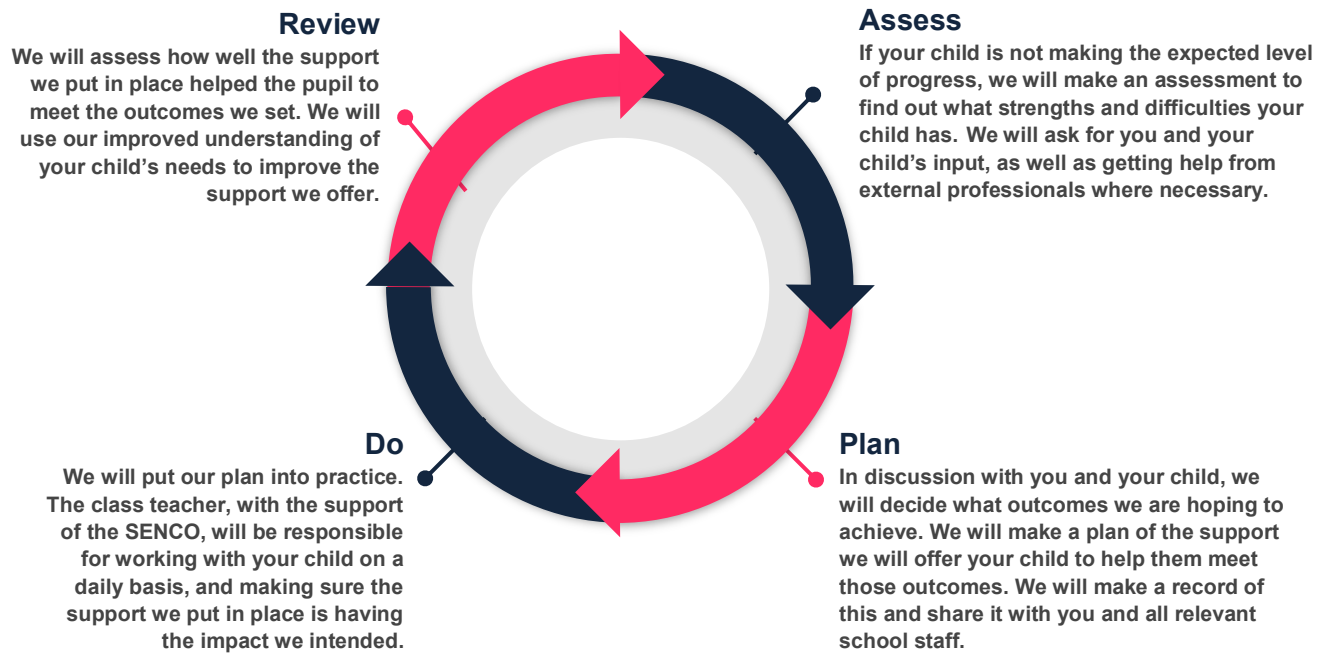 Review
We will assess how well the support
we put in place helped the pupil to
meet the outcomes we set. We will
use our improved understanding of
your child’s needs to improve the
support we offer.
Assess
If your child is not making the expected level
of progress, we will make an assessment to
find out what strengths and difficulties your
child has. We will ask for you and your
child’s input, as well as getting help from
external professionals where necessary.
Do
We will put our plan into practice.
The class teacher, with the support
of the SENCO, will be responsible
for working with your child on a
daily basis, and making sure the
support we put in place is having
the impact we intended.
Plan
In discussion with you and your child, we
will decide what outcomes we are hoping to
achieve. We will make a plan of the support
we will offer your child to help them meet
those outcomes. We will make a record of
this and share it with you and all relevant
school staff.